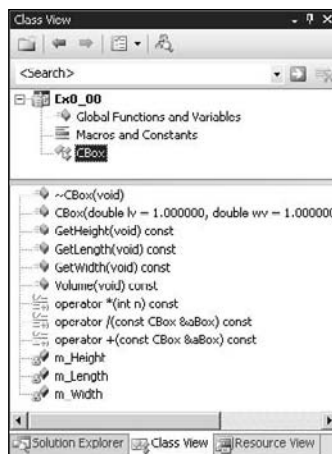 Class View
<Search>
Ex0_00
Global Functions and Variables
Macros and Constants
CBox
~CBox(void)
CBox(double lv = 1.000000, double wv = 1.000000
GetHeight(void) const
GetLength(void) const
GetWidth(void) const
Volume(void) const
operator *(int n) const
operator /(const CBox &aBox) const
operator +(const CBox &aBox) const
m_Height
m_Length
m_Width
Solution Explorer Class View Resource View